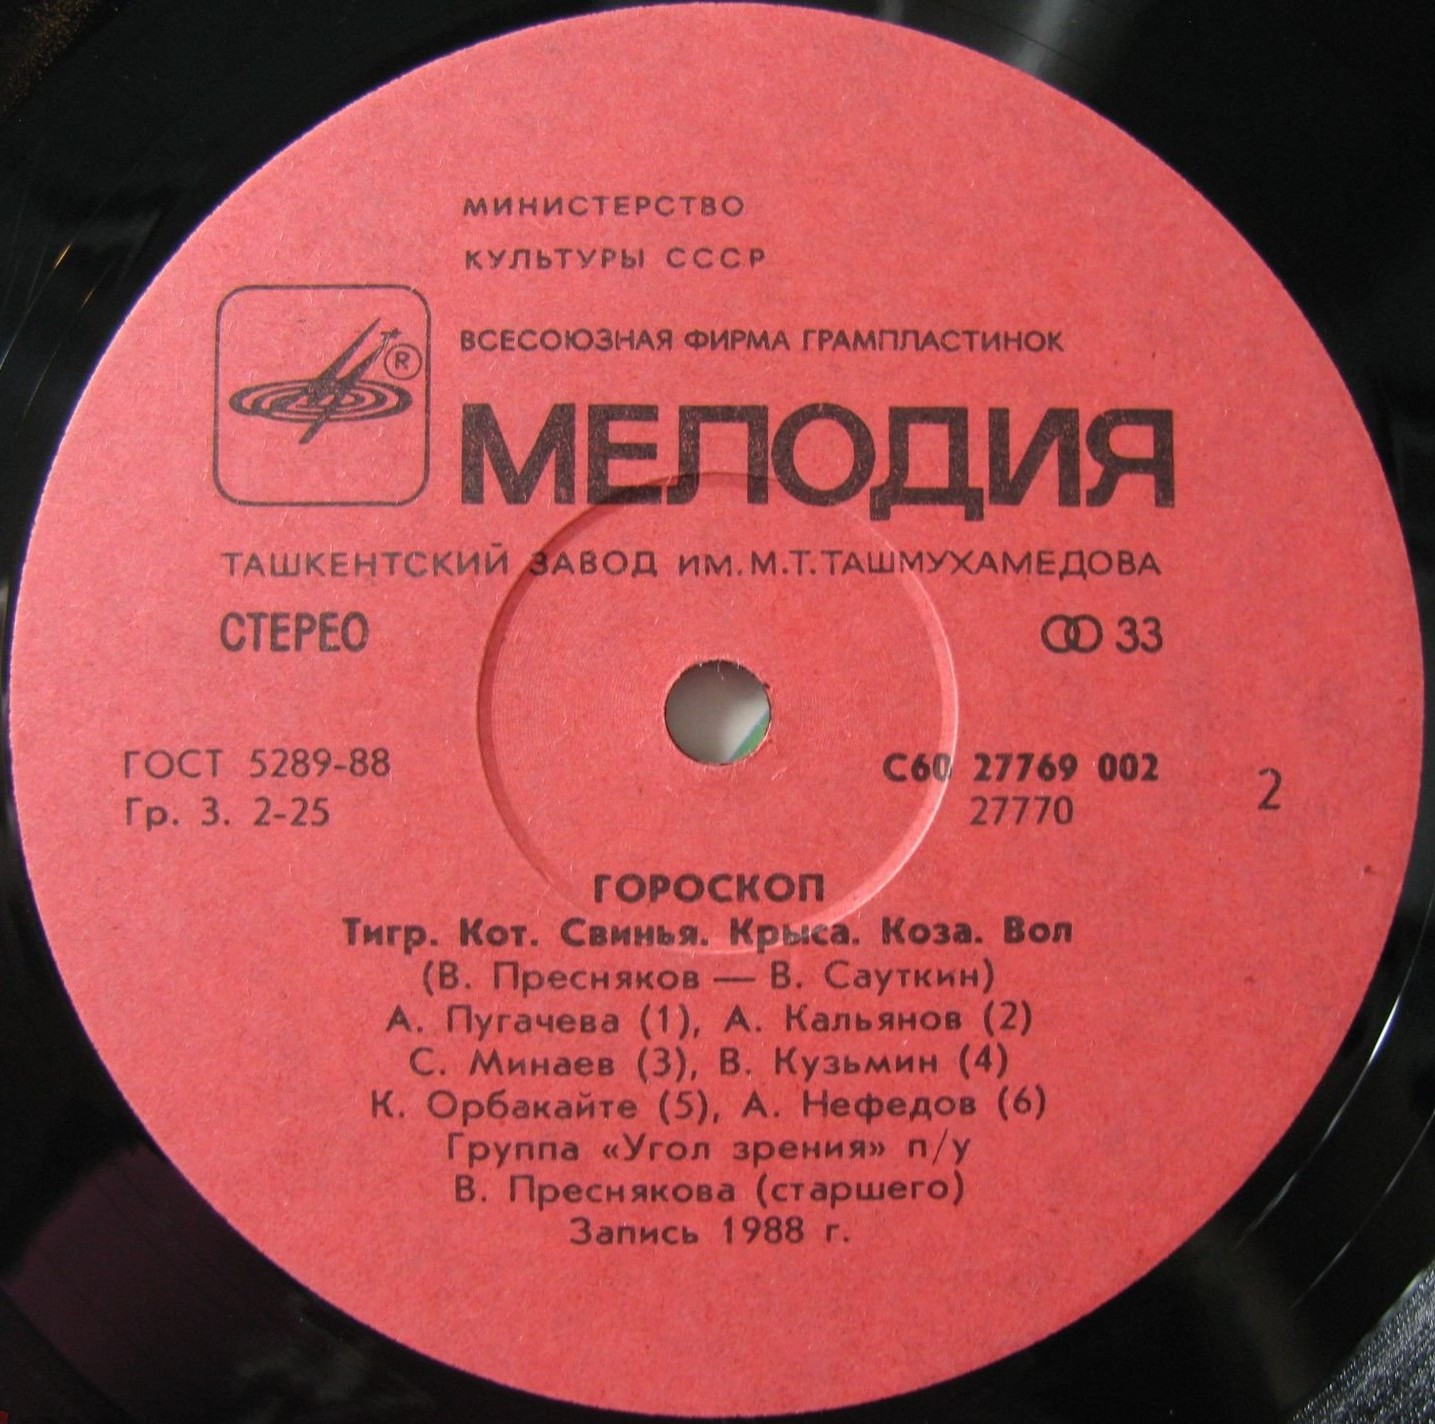 МИНИСТЕРСТВО
КУЛЬТУРЫ СССР
ВСЕСОЮЗНАЯ ФИРМА ГРАМПЛАСТИНОК
®
МЕЛОДИЯ
ТАШКЕНТСКИЙ ЗАВОД ИМ. М.Т. ТАШМУХАМЕДОВА
СТЕРЕО 33
ГОСТ 5289-88 С60 27769 002
Гр. 3. 2-25 27770 2
ГОРОСКОП
Тигр. Кот. Свинья. Крыса. Коза. Вол
(В. Пресняков — В. Сауткин)
А. Пугачева (1), А. Кальянов (2)
С. Минаев (3), В. Кузьмин (4)
К. Орбакайте (5), А. Нефедов (6)
Группа «Угол зрения» п/у
В. Преснякова (старшего)
Запись 1988 г.